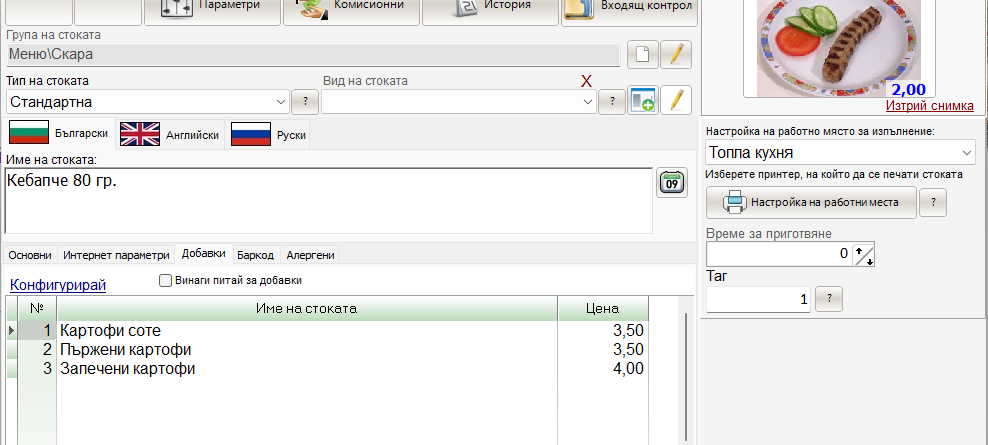 Параметри
Комисионни
История
Входящ контрол
Група на стоката
Меню\Скара
Тип на стоката
Вид на стоката
X
Стандартна
?
?
Български
Английски
Руски
Име на стоката:
Кебапче 80 гр.
09
Основни
Интернет параметри
Добавки
Баркод
Алергени
Конфигурирай
Винаги питай за добавки
№ Име на стоката Цена
1 Картофи соте 3,50
2 Пържени картофи 3,50
3 Запечени картофи 4,00
2,00
Изтрий снимка
Настройка на работно място за изпълнение:
Топла кухня
Изберете принтер, на който да се печати стоката
Настройка на работни места
?
Време за приготвяне
0
Таг
1
?